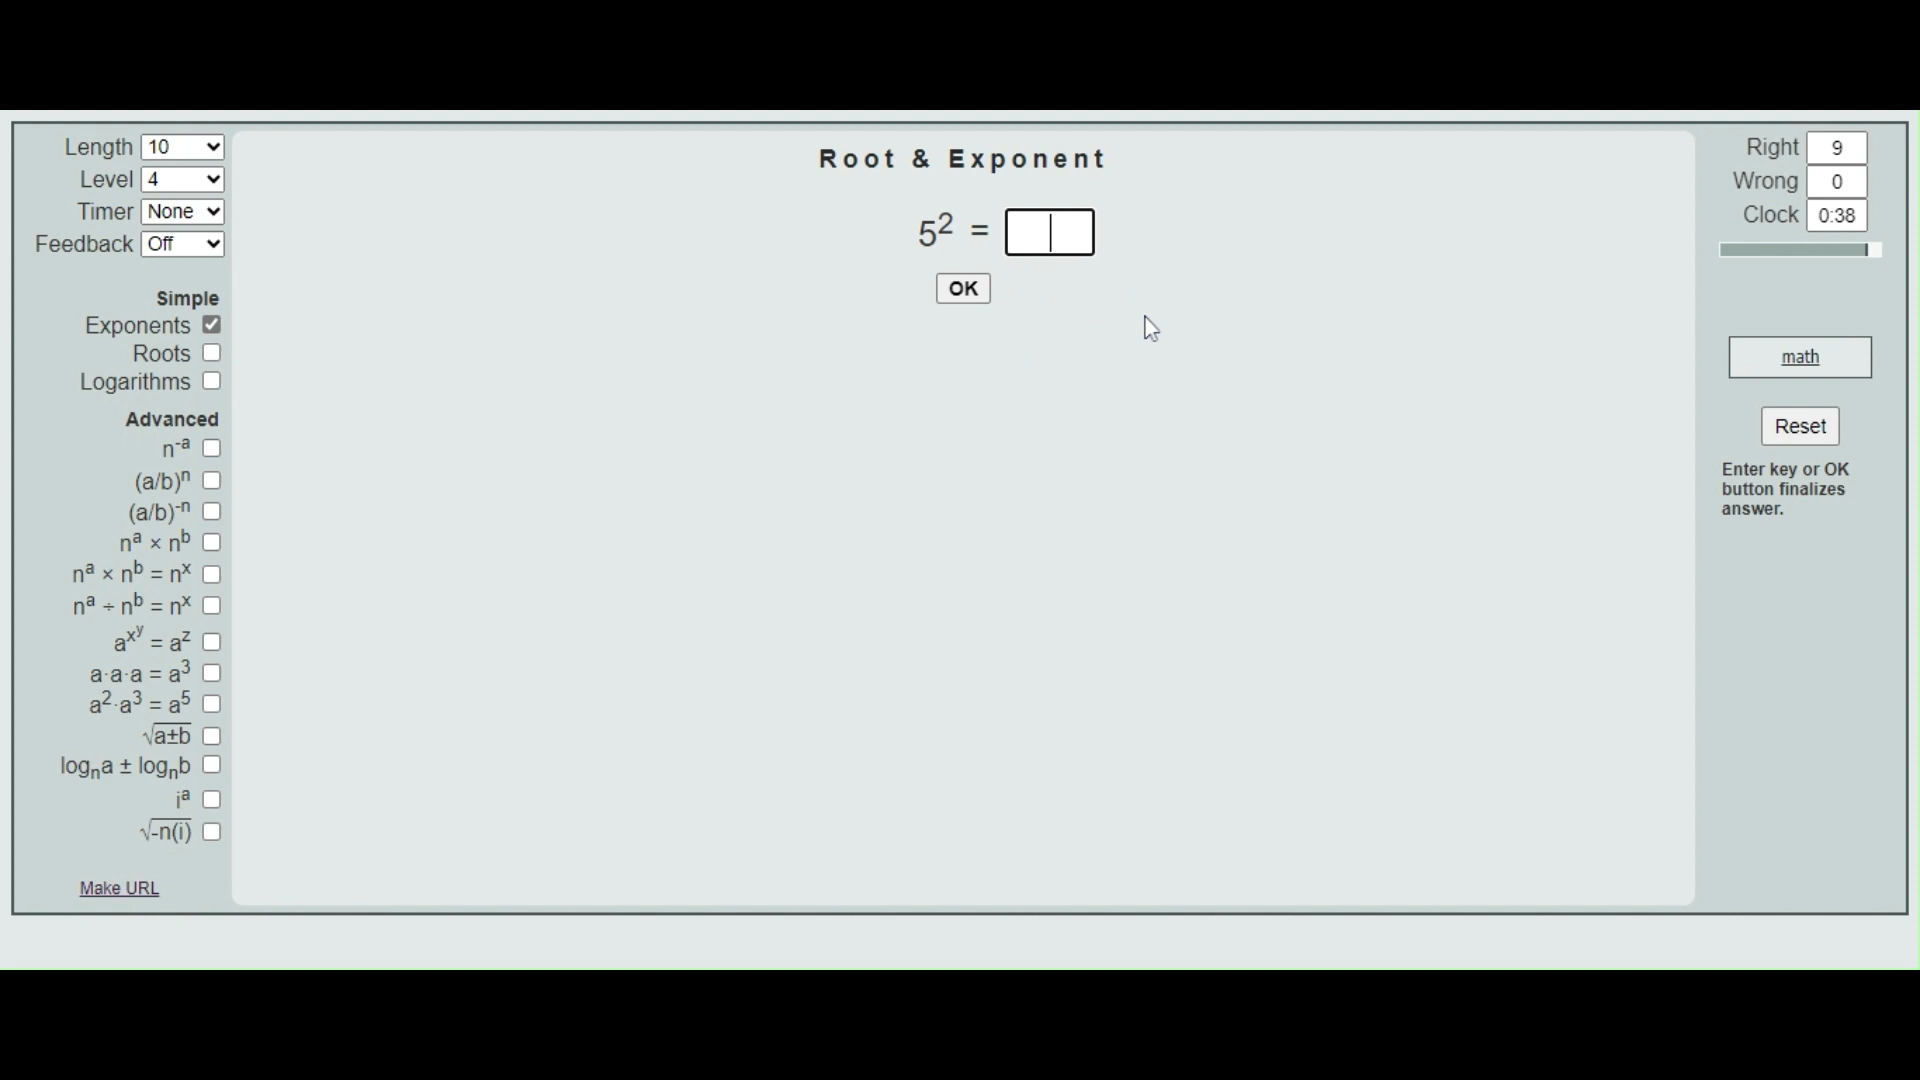 Length 10
Level 4
Timer None
Feedback Off
Simple
Exponents
Roots
Logarithms
Advanced
n⁻ᵃ
(a/b)ⁿ
(a/b)⁻ⁿ
nᵃ × nᵇ
nᵃ × nᵇ = nˣ
nᵃ ÷ nᵇ = nˣ
a^x^y = a^z
a·a·a = a³
a²·a³ = a⁵
√a±b
logₙa ± logₙb
iᵃ
√-n(i)
Make URL
Root & Exponent
5² =
OK
Right 9
Wrong 0
Clock 0:38
math
Reset
Enter key or OK
button finalizes
answer.